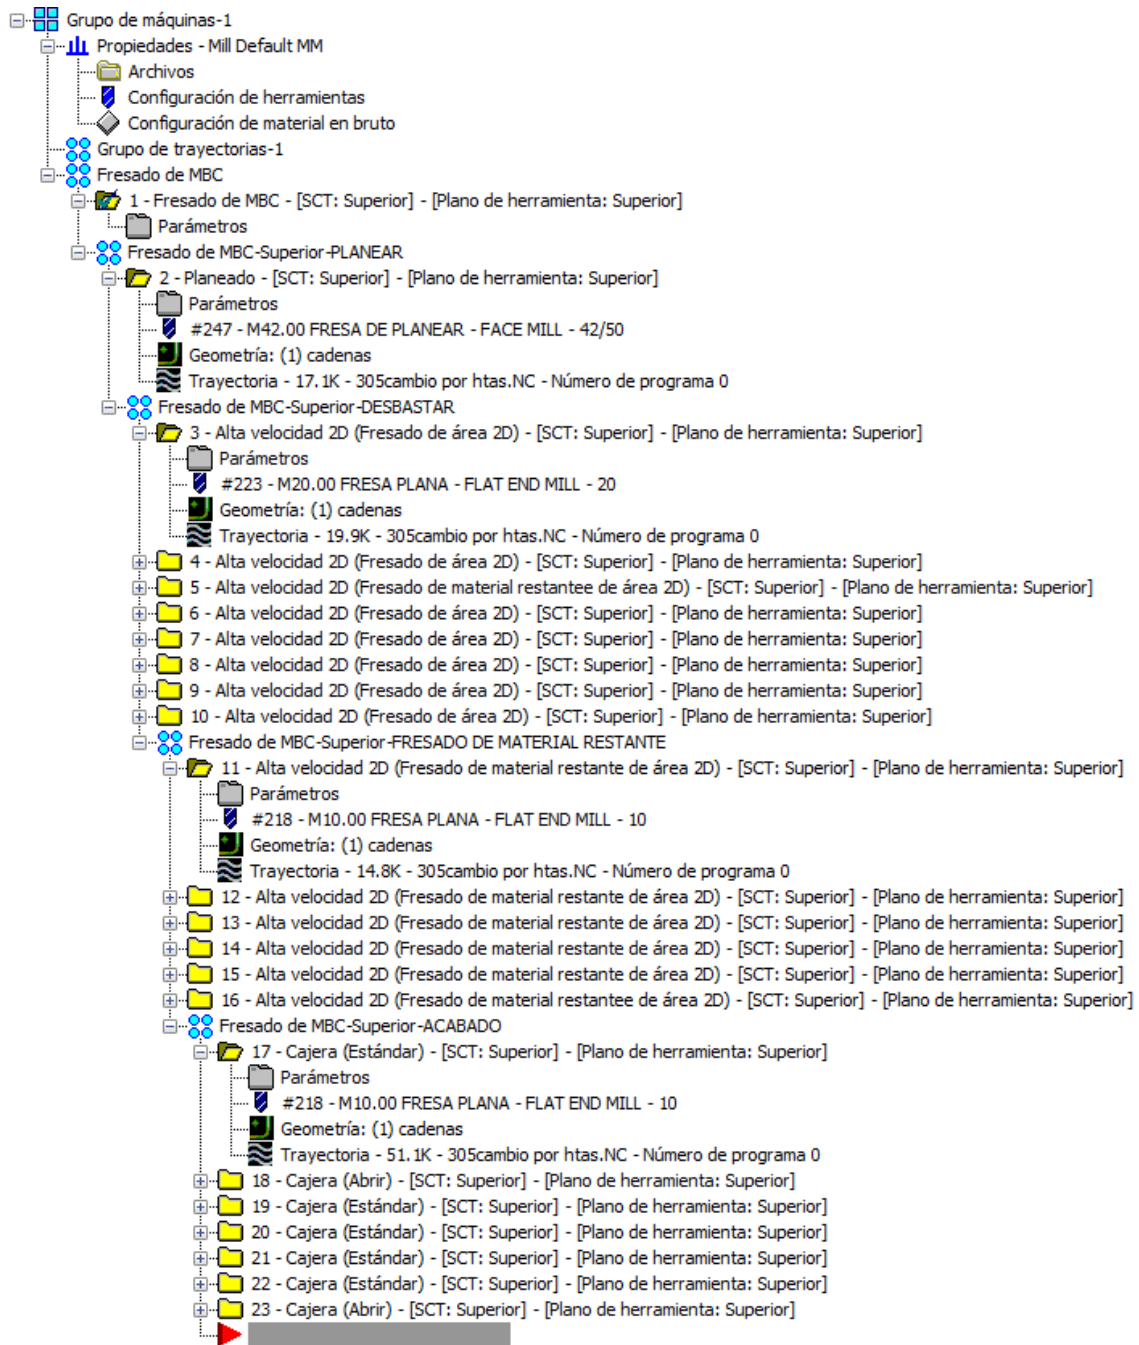 Grupo de máquinas-1
Propiedades - Mill Default MM
Archivos
Configuración de herramientas
Configuración de material en bruto
Grupo de trayectorias-1
Fresado de MBC
1 - Fresado de MBC - [SCT: Superior] - [Plano de herramienta: Superior]
Parámetros
Fresado de MBC-Superior-PLANEAR
2 - Planeado - [SCT: Superior] - [Plano de herramienta: Superior]
Parámetros
#247 - M42.00 FRESA DE PLANEAR - FACE MILL - 42/50
Geometría: (1) cadenas
Trayectoria - 17.1K - 305cambio por htas.NC - Número de programa 0
Fresado de MBC-Superior-DESBASTAR
3 - Alta velocidad 2D (Fresado de área 2D) - [SCT: Superior] - [Plano de herramienta: Superior]
Parámetros
#223 - M20.00 FRESA PLANA - FLAT END MILL - 20
Geometría: (1) cadenas
Trayectoria - 19.9K - 305cambio por htas.NC - Número de programa 0
4 - Alta velocidad 2D (Fresado de área 2D) - [SCT: Superior] - [Plano de herramienta: Superior]
5 - Alta velocidad 2D (Fresado de material restantee de área 2D) - [SCT: Superior] - [Plano de herramienta: Superior]
6 - Alta velocidad 2D (Fresado de área 2D) - [SCT: Superior] - [Plano de herramienta: Superior]
7 - Alta velocidad 2D (Fresado de área 2D) - [SCT: Superior] - [Plano de herramienta: Superior]
8 - Alta velocidad 2D (Fresado de área 2D) - [SCT: Superior] - [Plano de herramienta: Superior]
9 - Alta velocidad 2D (Fresado de área 2D) - [SCT: Superior] - [Plano de herramienta: Superior]
10 - Alta velocidad 2D (Fresado de área 2D) - [SCT: Superior] - [Plano de herramienta: Superior]
Fresado de MBC-Superior-FRESADO DE MATERIAL RESTANTE
11 - Alta velocidad 2D (Fresado de material restante de área 2D) - [SCT: Superior] - [Plano de herramienta: Superior]
Parámetros
#218 - M10.00 FRESA PLANA - FLAT END MILL - 10
Geometría: (1) cadenas
Trayectoria - 14.8K - 305cambio por htas.NC - Número de programa 0
12 - Alta velocidad 2D (Fresado de material restante de área 2D) - [SCT: Superior] - [Plano de herramienta: Superior]
13 - Alta velocidad 2D (Fresado de material restante de área 2D) - [SCT: Superior] - [Plano de herramienta: Superior]
14 - Alta velocidad 2D (Fresado de material restante de área 2D) - [SCT: Superior] - [Plano de herramienta: Superior]
15 - Alta velocidad 2D (Fresado de material restante de área 2D) - [SCT: Superior] - [Plano de herramienta: Superior]
16 - Alta velocidad 2D (Fresado de material restantee de área 2D) - [SCT: Superior] - [Plano de herramienta: Superior]
Fresado de MBC-Superior-ACABADO
17 - Cajera (Estándar) - [SCT: Superior] - [Plano de herramienta: Superior]
Parámetros
#218 - M10.00 FRESA PLANA - FLAT END MILL - 10
Geometría: (1) cadenas
Trayectoria - 51.1K - 305cambio por htas.NC - Número de programa 0
18 - Cajera (Abrir) - [SCT: Superior] - [Plano de herramienta: Superior]
19 - Cajera (Estándar) - [SCT: Superior] - [Plano de herramienta: Superior]
20 - Cajera (Estándar) - [SCT: Superior] - [Plano de herramienta: Superior]
21 - Cajera (Estándar) - [SCT: Superior] - [Plano de herramienta: Superior]
22 - Cajera (Estándar) - [SCT: Superior] - [Plano de herramienta: Superior]
23 - Cajera (Abrir) - [SCT: Superior] - [Plano de herramienta: Superior]